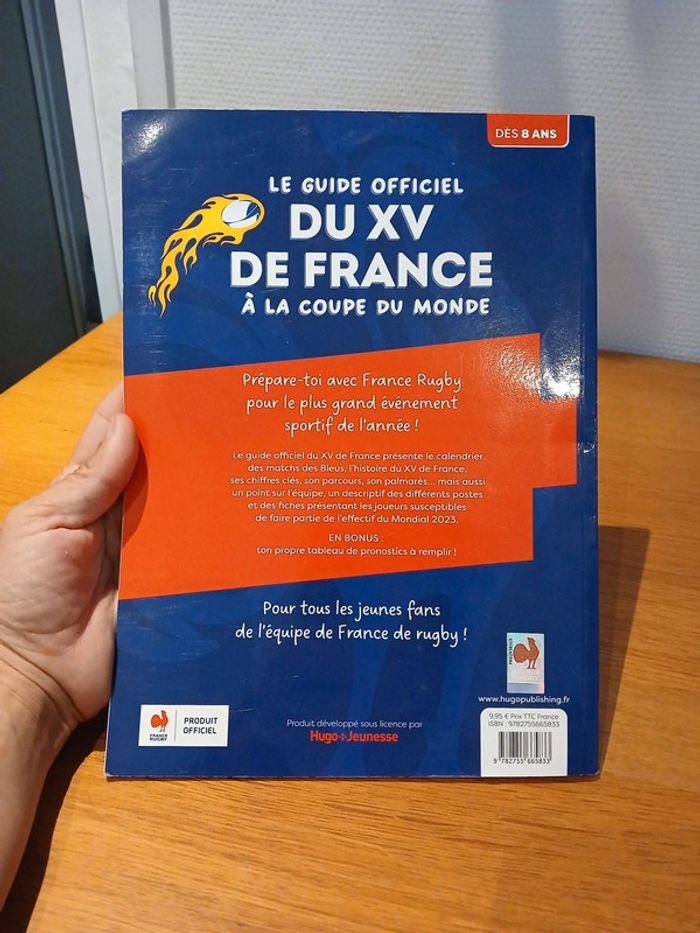 DÈS 8 ANS
LE GUIDE OFFICIEL
DU XV
DE FRANCE
À LA COUPE DU MONDE
Prépare-toi avec France Rugby
pour le plus grand événement
sportif de l'année !
Le guide officiel du XV de France présente le calendrier
des matchs des Bleus, l'histoire du XV de France,
ses chiffres clés, son parcours, son palmarès... mais aussi
un point sur l'équipe, un descriptif des différents postes
et des fiches présentant les joueurs susceptibles
de faire partie de l'effectif du Mondial 2023.
EN BONUS :
ton propre tableau de pronostics à remplir !
Pour tous les jeunes fans
de l'équipe de France de rugby !
www.hugopublishing.fr
9,95 € Prix TTC France
ISBN : 9782755665833
9 782755 665833
FRANCE
RUGBY
PRODUIT
OFFICIEL
Produit développé sous licence par
Hugo+Jeunesse